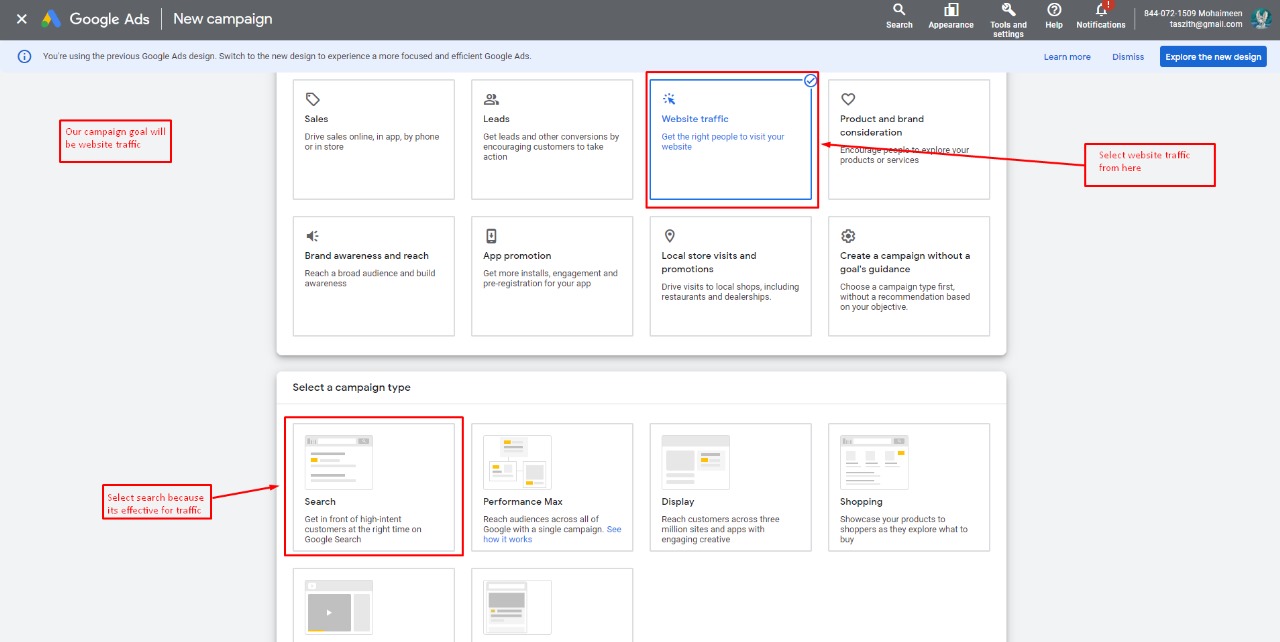 Google Ads
New campaign
Search
Appearance
Tools and
settings
Help
!
Notifications
844-072-1509 Mohaimeen
taszith@gmail.com
You're using the previous Google Ads design. Switch to the new design to experience a more focused and efficient Google Ads.
Learn more
Dismiss
Explore the new design
Our campaign goal will
be website traffic
Sales
Drive sales online, in app, by phone
or in store
Leads
Get leads and other conversions by
encouraging customers to take
action
Website traffic
Get the right people to visit your
website
Product and brand
consideration
Encourage people to explore your
products or services
Select website traffic
from here
Brand awareness and reach
Reach a broad audience and build
awareness
App promotion
Get more installs, engagement and
pre-registration for your app
Local store visits and
promotions
Drive visits to local shops, including
restaurants and dealerships.
Create a campaign without a
goal's guidance
Choose a campaign type first,
without a recommendation based
on your objective.
Select a campaign type
Select search because
its effective for traffic
Search
Get in front of high-intent
customers at the right time on
Google Search
Performance Max
Reach audiences across all of
Google with a single campaign. See
how it works
Display
Reach customers across three
million sites and apps with
engaging creative
Shopping
Showcase your products to
shoppers as they explore what to
buy